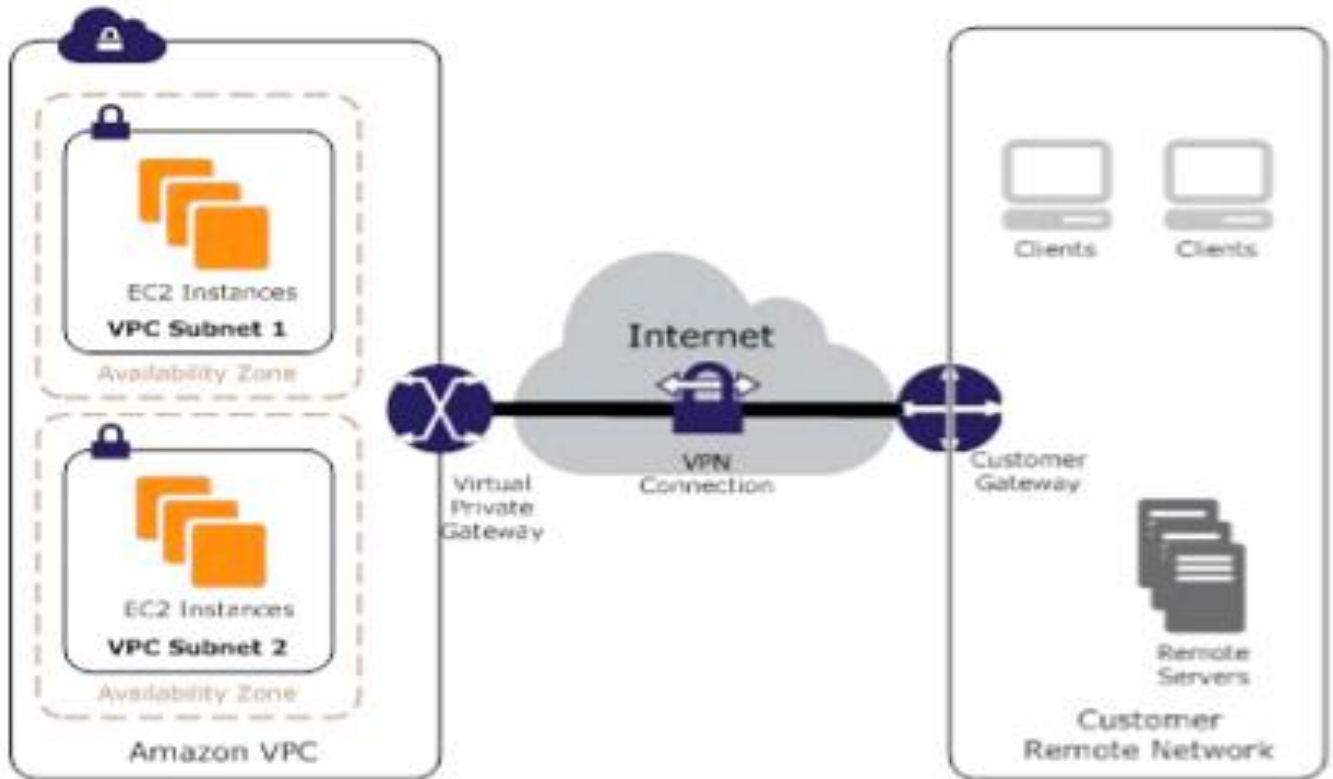 EC2 Instances
VPC Subnet 1
Availability Zone
EC2 Instances
VPC Subnet 2
Availability Zone
Amazon VPC
Virtual
Private
Gateway
Internet
VPN
Connection
Customer
Gateway
Clients
Clients
Remote
Servers
Customer
Remote Network